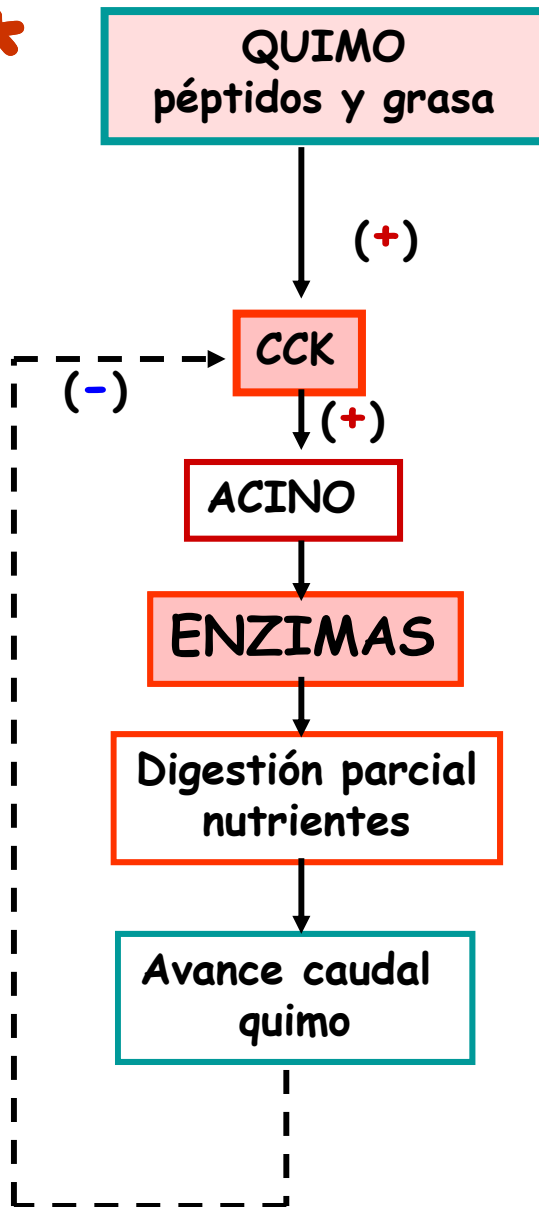 *
QUIMO
péptidos y grasa
(+)
CCK
(-)
(+)
ACINO
ENZIMAS
Digestión parcial
nutrientes
Avance caudal
quimo